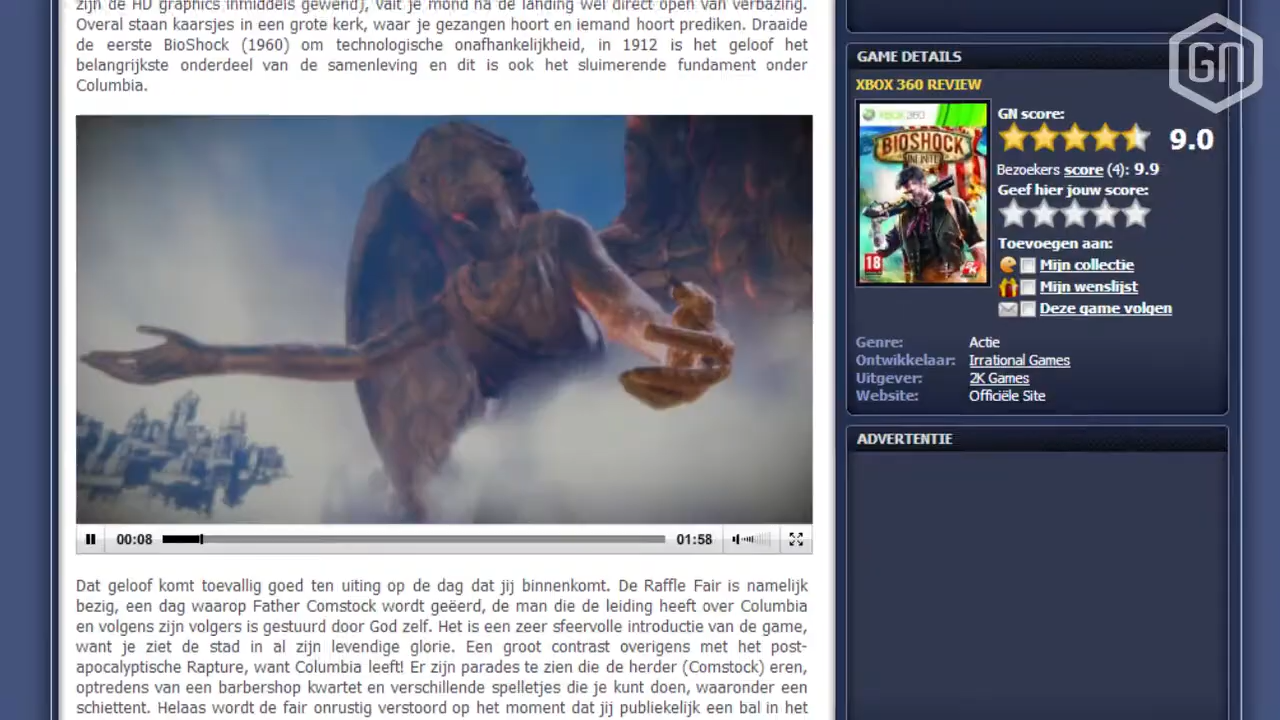 zijn de HD graphics inmiddels gewend), valt je mond na de landing wel direct open van verbazing.
Overal staan kaarsjes in een grote kerk, waar je gezangen hoort en iemand hoort prediken. Draaide
de eerste BioShock (1960) om technologische onafhankelijkheid, in 1912 is het geloof het
belangrijkste onderdeel van de samenleving en dit is ook het sluimerende fundament onder
Columbia.
00:08
01:58
Dat geloof komt toevallig goed ten uiting op de dag dat jij binnenkomt. De Raffle Fair is namelijk
bezig, een dag waarop Father Comstock wordt geëerd, de man die de leiding heeft over Columbia
en volgens zijn volgers is gestuurd door God zelf. Het is een zeer sfeervolle introductie van de game,
want je ziet de stad in al zijn levendige glorie. Een groot contrast overigens met het post-
apocalyptische Rapture, want Columbia leeft! Er zijn parades te zien die de herder (Comstock) eren,
optredens van een barbershop kwartet en verschillende spelletjes die je kunt doen, waaronder een
schiettent. Helaas wordt de fair onrustig verstoord op het moment dat jij publiekelijk een bal in het
GN
GAME DETAILS
XBOX 360 REVIEW
XBOX 360
BIOSHOCK
INFINITE
18
2K
GN score:
9.0
Bezoekers score (4): 9.9
Geef hier jouw score:
Toevoegen aan:
Mijn collectie
Mijn wenslijst
Deze game volgen
Genre: Actie
Ontwikkelaar: Irrational Games
Uitgever: 2K Games
Website: Officiële Site
ADVERTENTIE